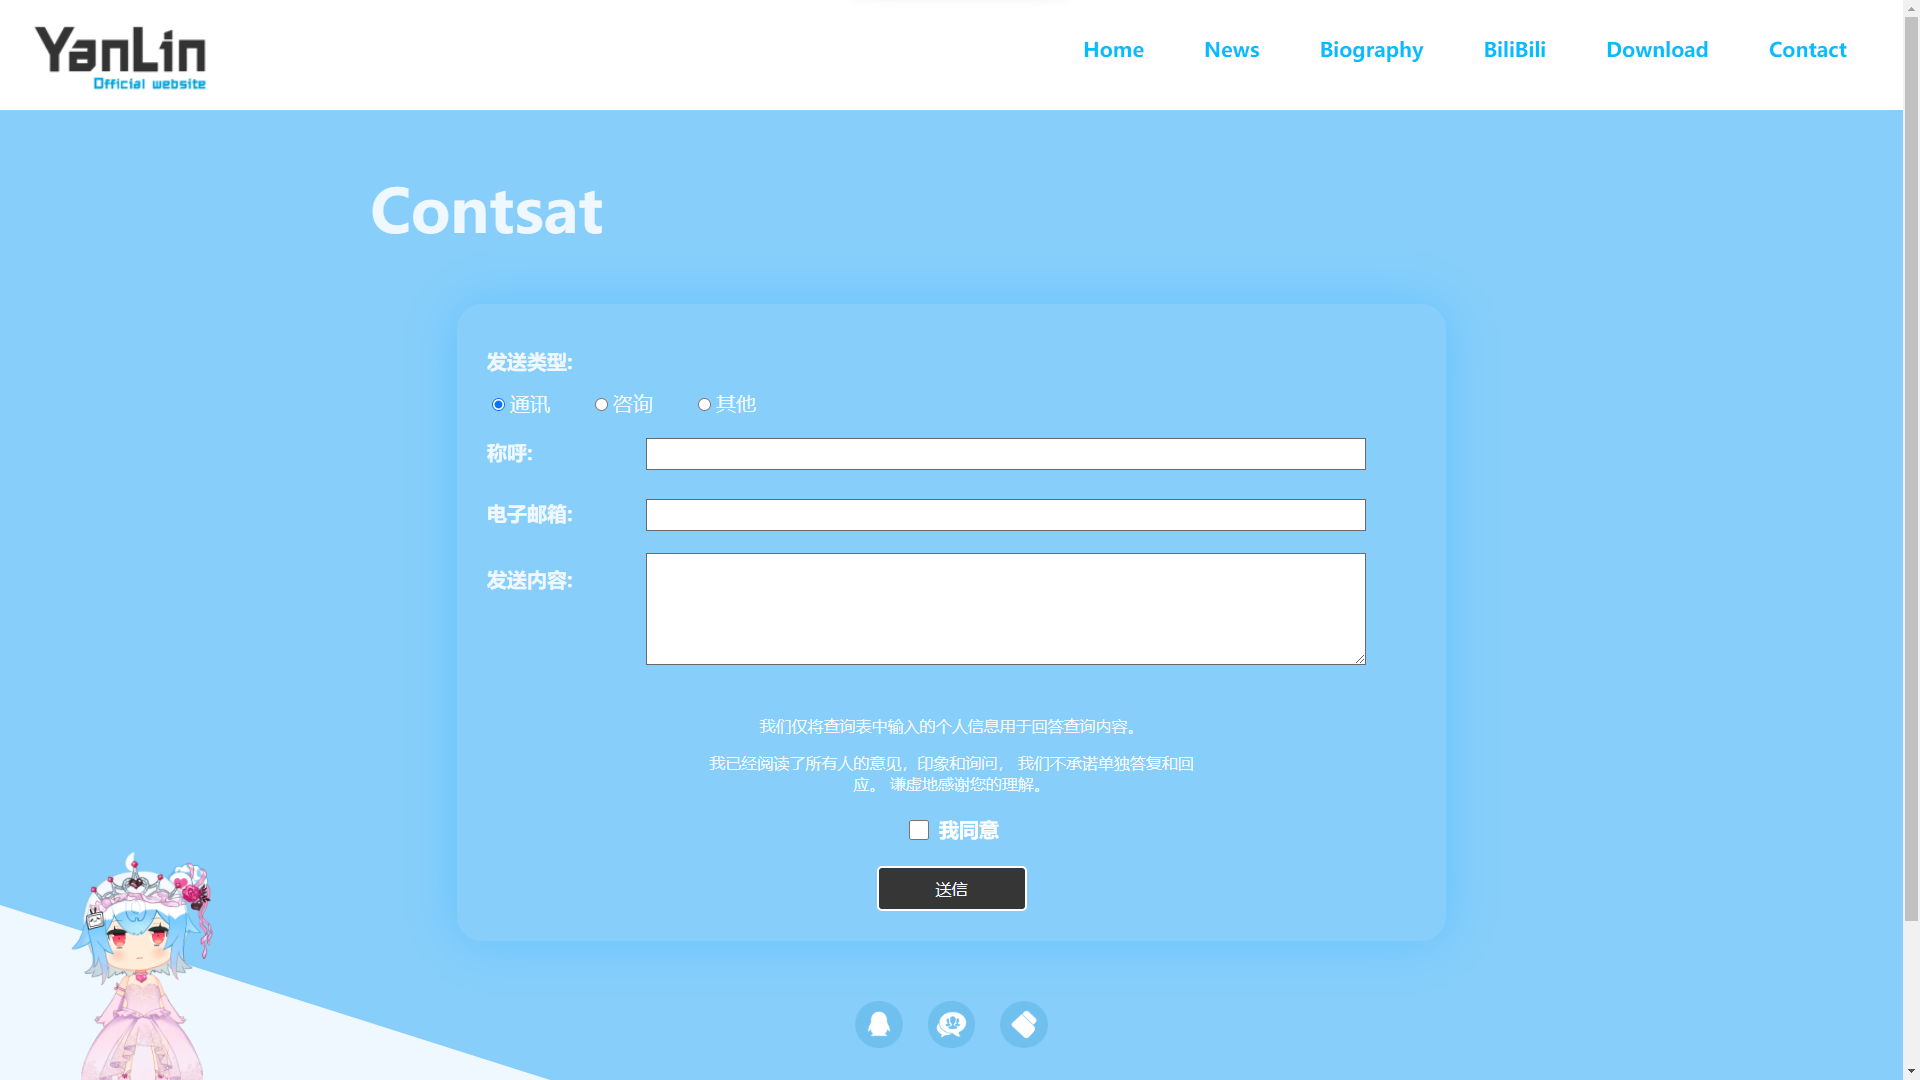 YanLin
Official website
Home News Biography BiliBili Download Contact
Contsat
发送类型:
通讯 咨询 其他
称呼:
电子邮箱:
发送内容:
我们仅将查询表中输入的个人信息用于回答查询内容。
我已经阅读了所有人的意见，印象和询问， 我们不承诺单独答复和回
应。 谦虚地感谢您的理解。
我同意
送信